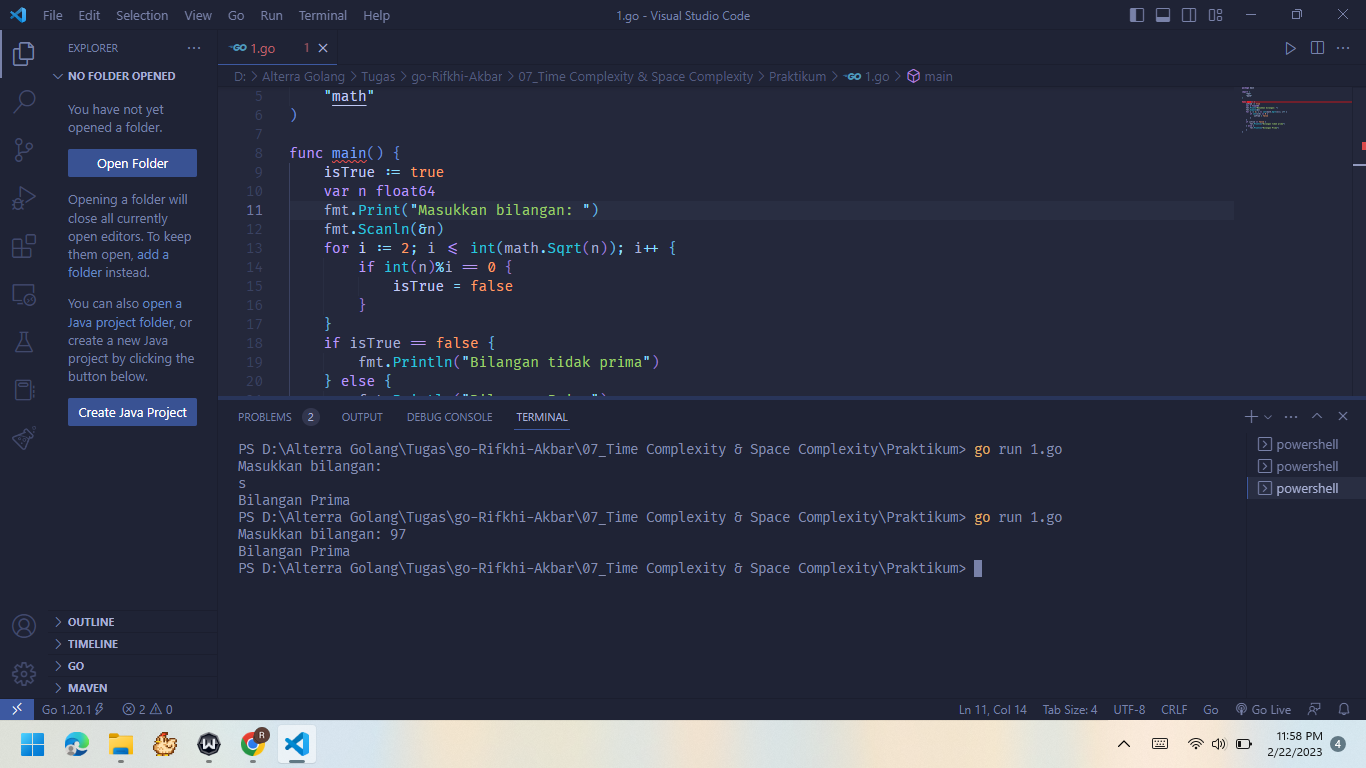 File Edit Selection View Go Run Terminal Help 1.go - Visual Studio Code
EXPLORER
NO FOLDER OPENED
You have not yet
opened a folder.
Open Folder
Opening a folder will
close all currently
open editors. To keep
them open, add a
folder instead.
You can also open a
Java project folder, or
create a new Java
project by clicking the
button below.
Create Java Project
OUTLINE
TIMELINE
GO
MAVEN
GO 1.go 1
D: > Alterra Golang > Tugas > go-Rifkhi-Akbar > 07_Time Complexity & Space Complexity > Praktikum > GO 1.go > main
5 "math"
6 )
7
8 func main() {
9 isTrue := true
10 var n float64
11 fmt.Print("Masukkan bilangan: ")
12 fmt.Scanln(&n)
13 for i := 2; i <= int(math.Sqrt(n)); i++ {
14 if int(n)%i == 0 {
15 isTrue = false
16 }
17 }
18 if isTrue == false {
19 fmt.Println("Bilangan tidak prima")
20 } else {
PROBLEMS 2 OUTPUT DEBUG CONSOLE TERMINAL
PS D:\Alterra Golang\Tugas\go-Rifkhi-Akbar\07_Time Complexity & Space Complexity\Praktikum> go run 1.go
Masukkan bilangan:
s
Bilangan Prima
PS D:\Alterra Golang\Tugas\go-Rifkhi-Akbar\07_Time Complexity & Space Complexity\Praktikum> go run 1.go
Masukkan bilangan: 97
Bilangan Prima
PS D:\Alterra Golang\Tugas\go-Rifkhi-Akbar\07_Time Complexity & Space Complexity\Praktikum>
powershell
powershell
powershell
Go 1.20.1 2 0 Ln 11, Col 14 Tab Size: 4 UTF-8 CRLF Go Go Live
R
11:58 PM
2/22/2023 4